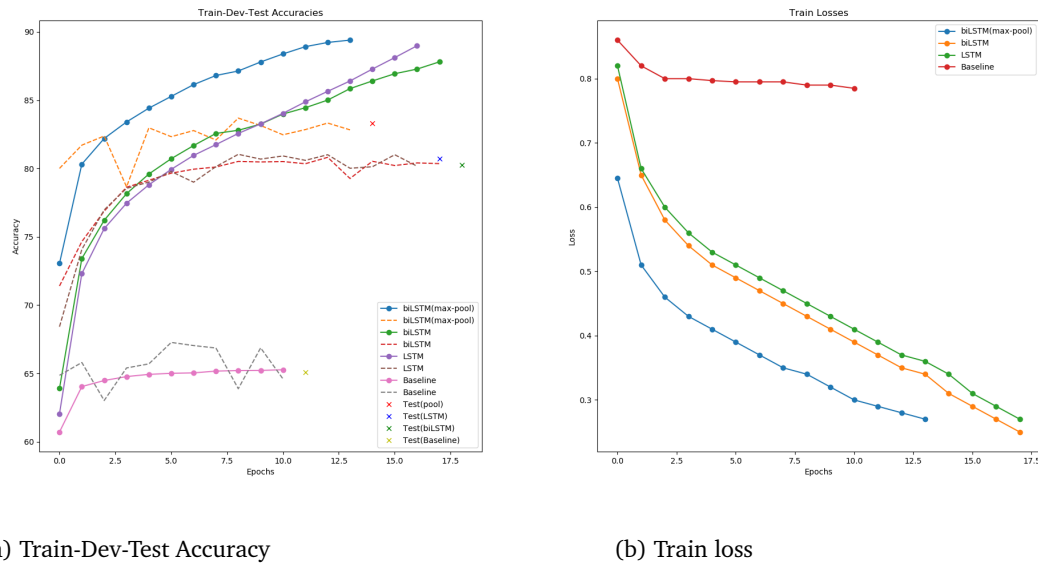 Train-Dev-Test Accuracies
90
85
80
75
70
65
60
Accuracy
0.0 2.5 5.0 7.5 10.0 12.5 15.0 17.5
Epochs
biLSTM(max-pool)
biLSTM(max-pool)
biLSTM
biLSTM
LSTM
LSTM
Baseline
Baseline
Test(pool)
Test(LSTM)
Test(biLSTM)
Test(Baseline)
Train Losses
0.8
0.7
0.6
0.5
0.4
0.3
Loss
0.0 2.5 5.0 7.5 10.0 12.5 15.0 17.5
Epochs
biLSTM(max-pool)
biLSTM
LSTM
Baseline
) Train-Dev-Test Accuracy
(b) Train loss